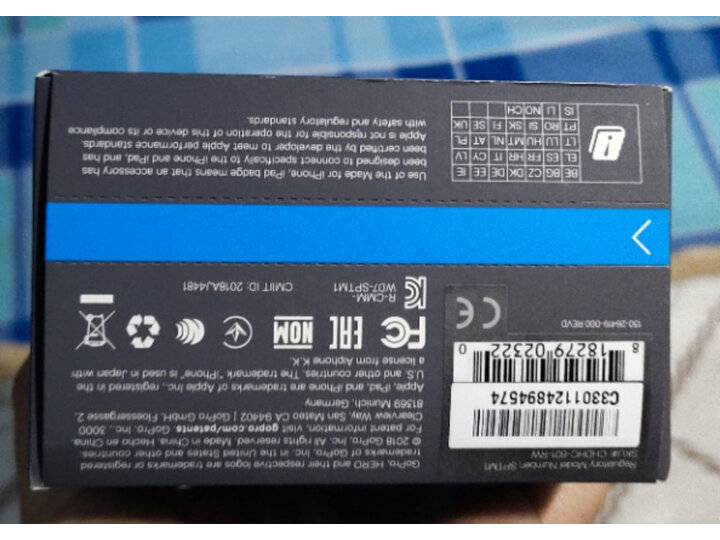 GoPro, HERO and their respective logos are trademarks or registered
trademarks of GoPro, Inc. in the United States and other countries.
© 2018 GoPro, Inc. All rights reserved. Made in China. Hecho en China.
For patent information, visit gopro.com/patents. GoPro, Inc., 3000
Clearview Way, San Mateo CA 94402 | GoPro GmbH, Floessergasse 2,
81369 Munich, Germany
Apple, iPad, and iPhone are trademarks of Apple Inc., registered in the
U.S. and other countries. The trademark "iPhone" is used in Japan with
a license from Aiphone K.K.
Regulatory Model Number: SPTM1
SKU#: CHDHC-601-RW
C3301124894574
8 18279 02322 0
130-26419-000 REVD
CE
FC
EAC
NOM
R-CMM-
WD7-SPTM1
CMIIT ID: 2018AJ4481
Use of the Made for iPhone, iPad badge means that an accessory has
been designed to connect specifically to the iPhone and iPad, and has
been certified by the developer to meet Apple performance standards.
Apple is not responsible for the operation of this device or its compliance
with safety and regulatory standards.
BE BG CZ DK DE EE IE
EL ES FR HR IT CY LV
LT LU HU MT NL AT PL
PT RO SI SK FI SE UK
IS LI NO CH